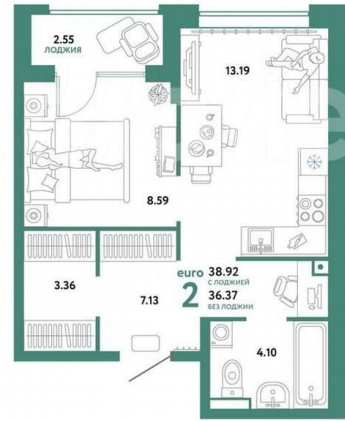 2.55
ЛОДЖИЯ
13.19
8.59
3.36
7.13
euro
2
38.92
С ЛОДЖИЕЙ
36.37
БЕЗ ЛОДЖИИ
4.10